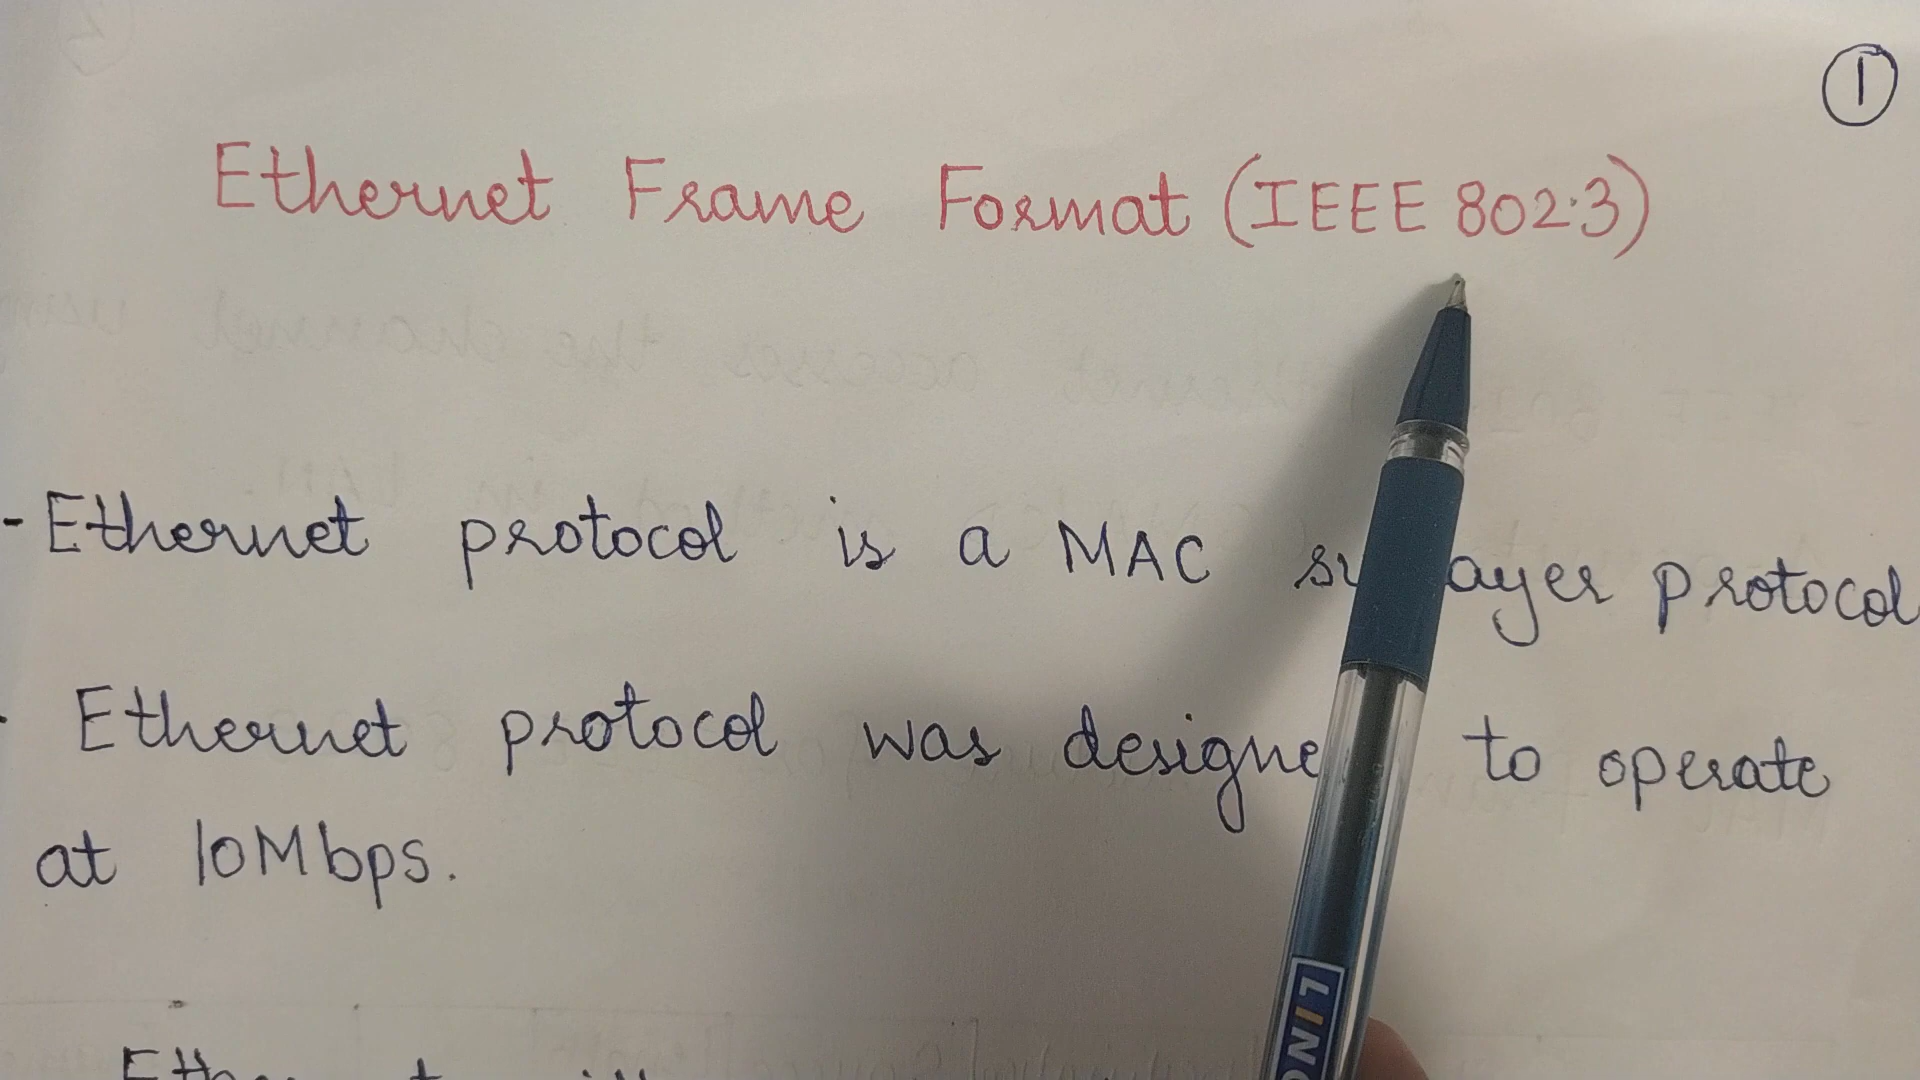 1
Ethernet Frame Format (IEEE 802.3)
- Ethernet protocol is a MAC ayer protocol
- Ethernet protocol was designe to operate
at 10Mbps.
LINC